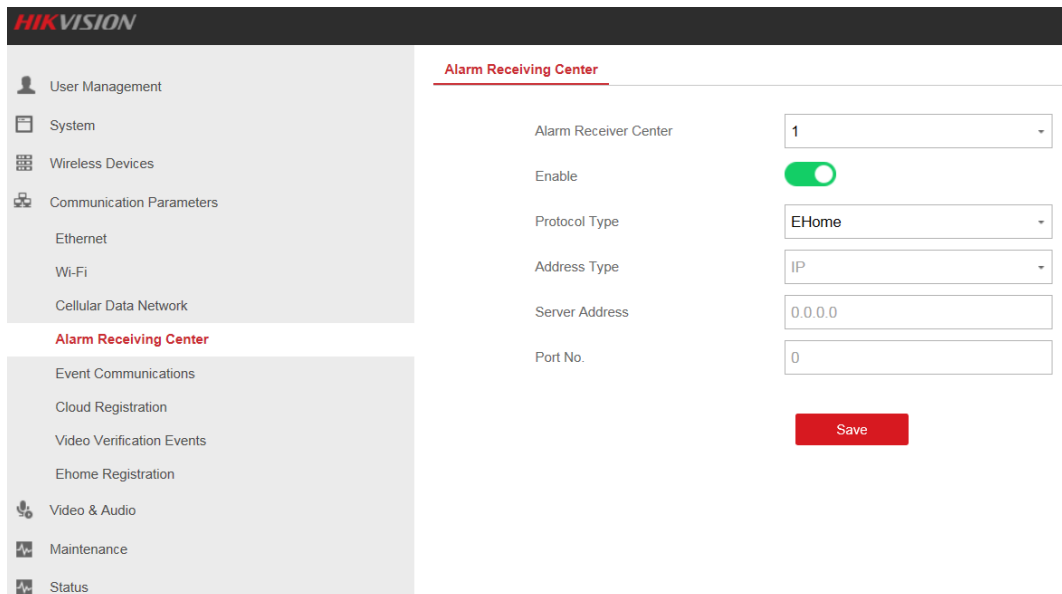 HIKVISION
User Management
System
Wireless Devices
Communication Parameters
Ethernet
Wi-Fi
Cellular Data Network
Alarm Receiving Center
Event Communications
Cloud Registration
Video Verification Events
Ehome Registration
Video & Audio
Maintenance
Status
Alarm Receiving Center
Alarm Receiver Center 1
Enable
Protocol Type EHome
Address Type IP
Server Address 0.0.0.0
Port No. 0
Save